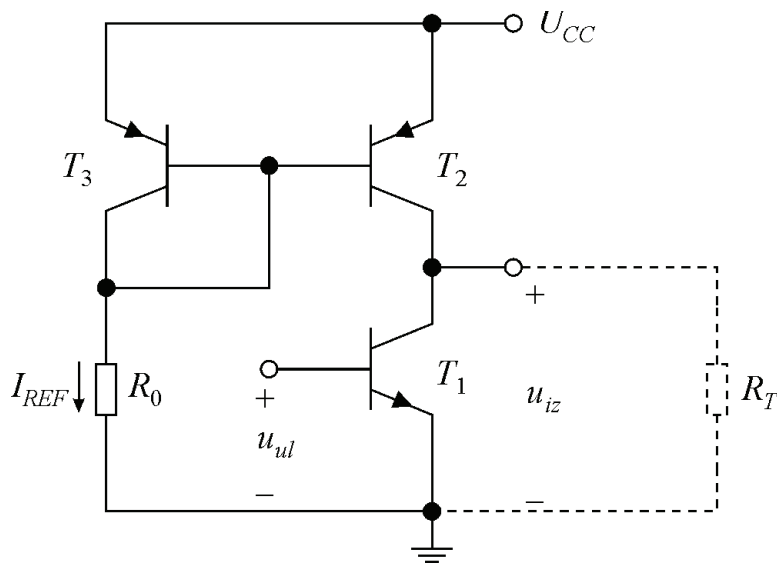 U_CC
T_3
T_2
+
I_REF
R_0
+
T_1
u_iz
R_T
u_ul
−
−